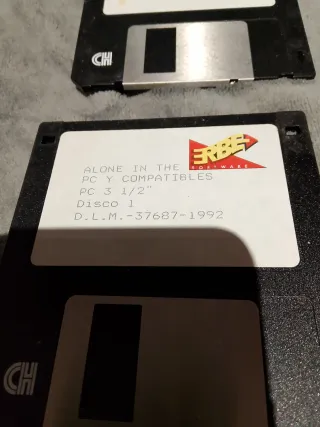 CH
ERBE
SOFTWARE
ALONE IN THE
PC Y COMPATIBLES
PC 3 1/2"
Disco 1
D.L.M.-37687-1992
CH